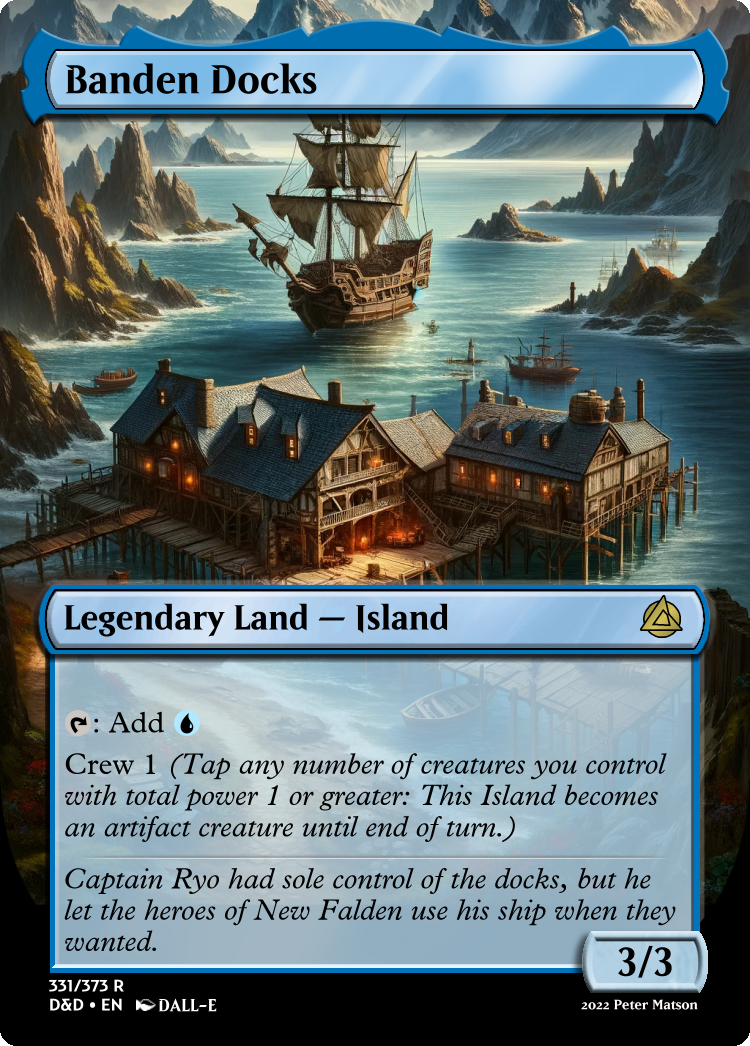 Banden Docks
Legendary Land — Island
: Add
Crew 1 (Tap any number of creatures you control
with total power 1 or greater: This Island becomes
an artifact creature until end of turn.)
Captain Ryo had sole control of the docks, but he
let the heroes of New Falden use his ship when they
wanted.
3/3
331/373 R
D&D • EN DALL-E
2022 Peter Matson